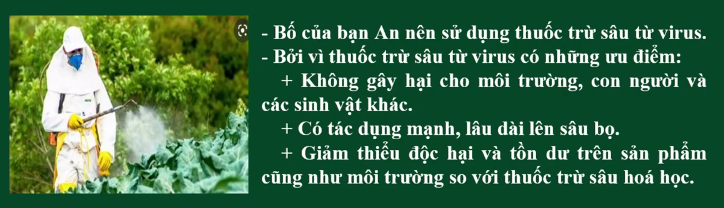 - Bố của bạn An nên sử dụng thuốc trừ sâu từ virus.
- Bởi vì thuốc trừ sâu từ virus có những ưu điểm:
+ Không gây hại cho môi trường, con người và
các sinh vật khác.
+ Có tác dụng mạnh, lâu dài lên sâu bọ.
+ Giảm thiểu độc hại và tồn dư trên sản phẩm
cũng như môi trường so với thuốc trừ sâu hoá học.